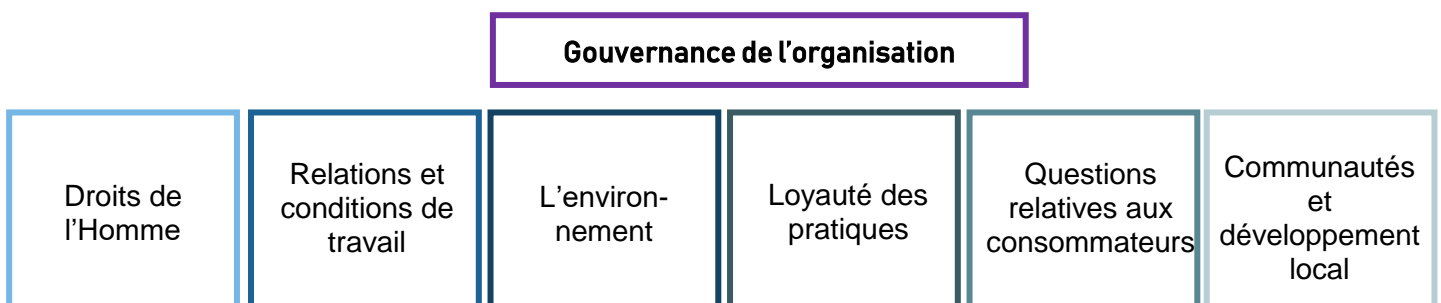 Gouvernance de l'organisation
Droits de
l'Homme
Relations et
conditions de
travail
L'environ-
nement
Loyauté des
pratiques
Questions
relatives aux
consommateurs
Communautés
et
développement
local